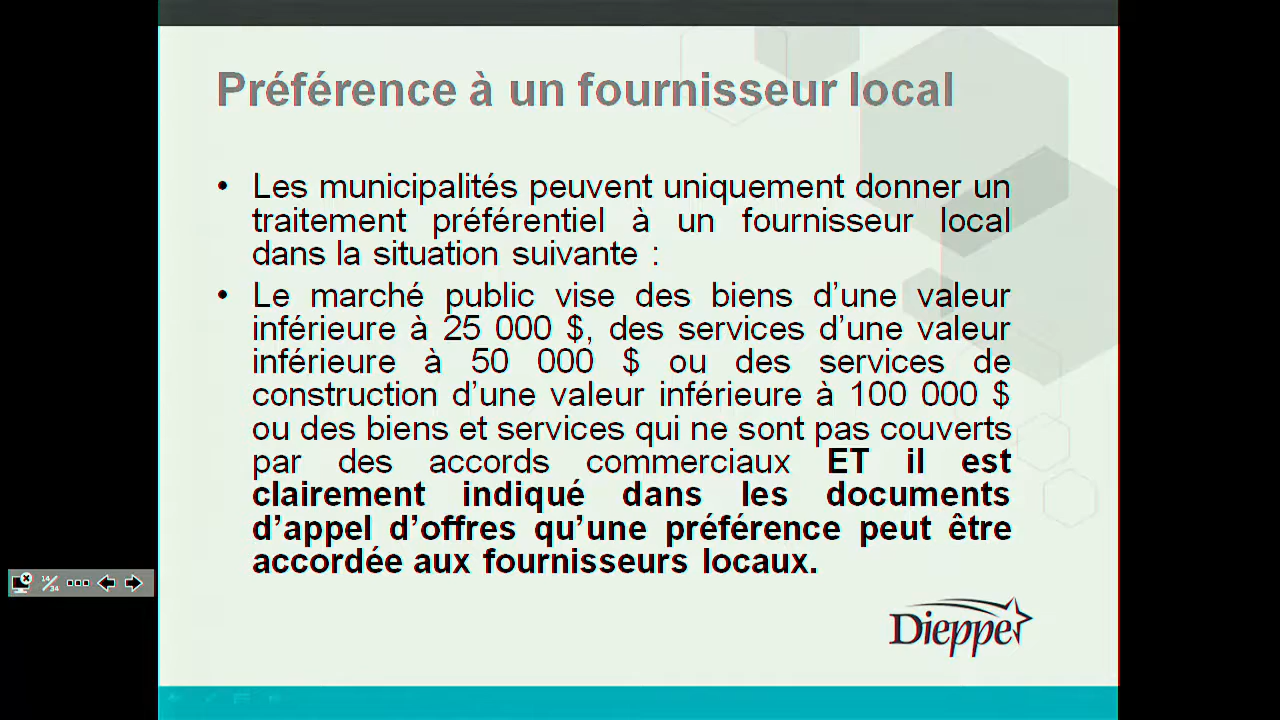 Préférence à un fournisseur local
• Les municipalités peuvent uniquement donner un
traitement préférentiel à un fournisseur local
dans la situation suivante :
• Le marché public vise des biens d’une valeur
inférieure à 25 000 $, des services d’une valeur
inférieure à 50 000 $ ou des services de
construction d’une valeur inférieure à 100 000 $
ou des biens et services qui ne sont pas couverts
par des accords commerciaux ET il est
clairement indiqué dans les documents
d’appel d’offres qu’une préférence peut être
accordée aux fournisseurs locaux.
14/34
Dieppe